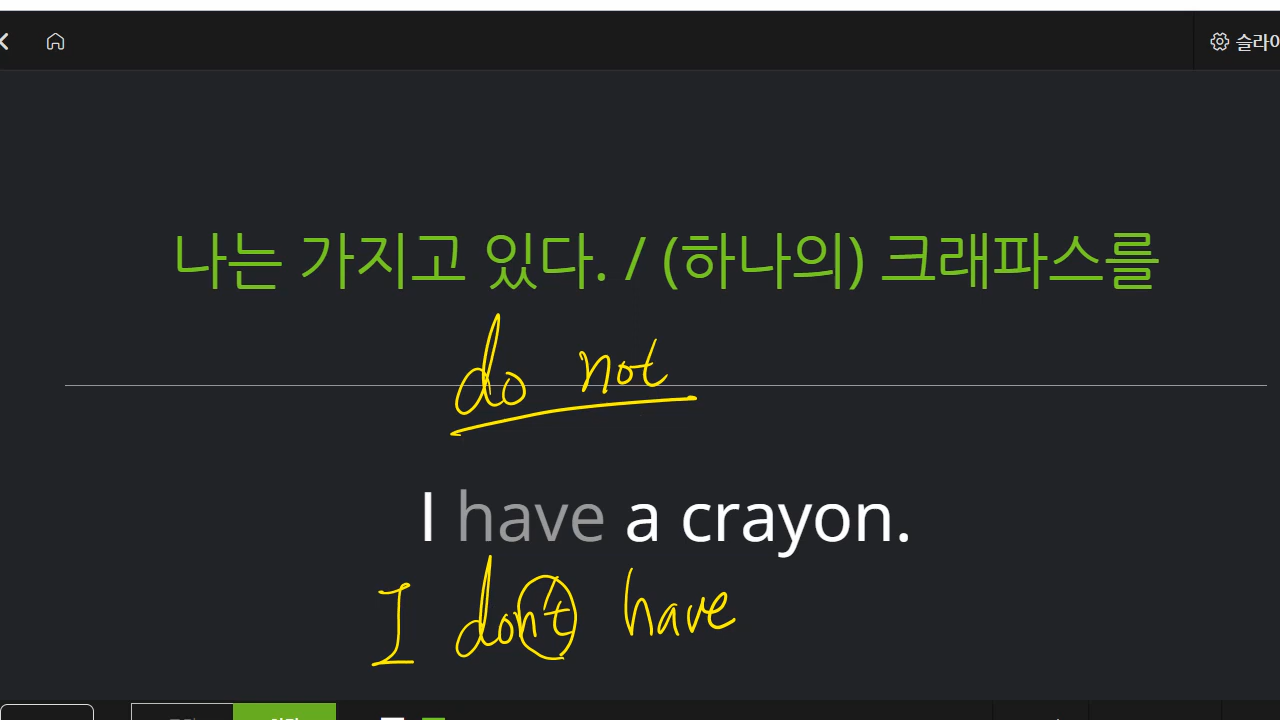 슬라이
나는 가지고 있다. / (하나의) 크래파스를
do not
I have a crayon.
I don't have